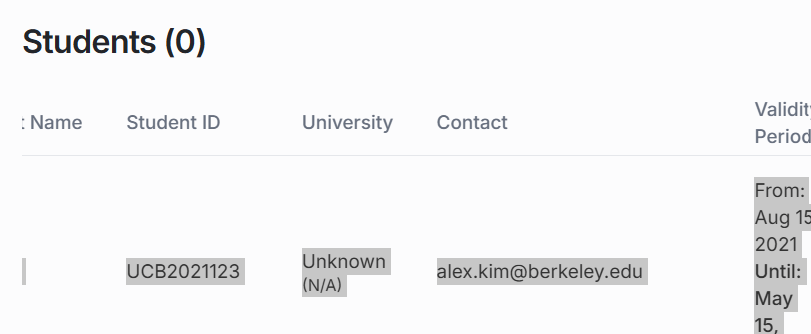 Students (0)
t Name Student ID University Contact Validity Period
UCB2021123 Unknown (N/A) alex.kim@berkeley.edu From: Aug 15 2021 Until: May 15,